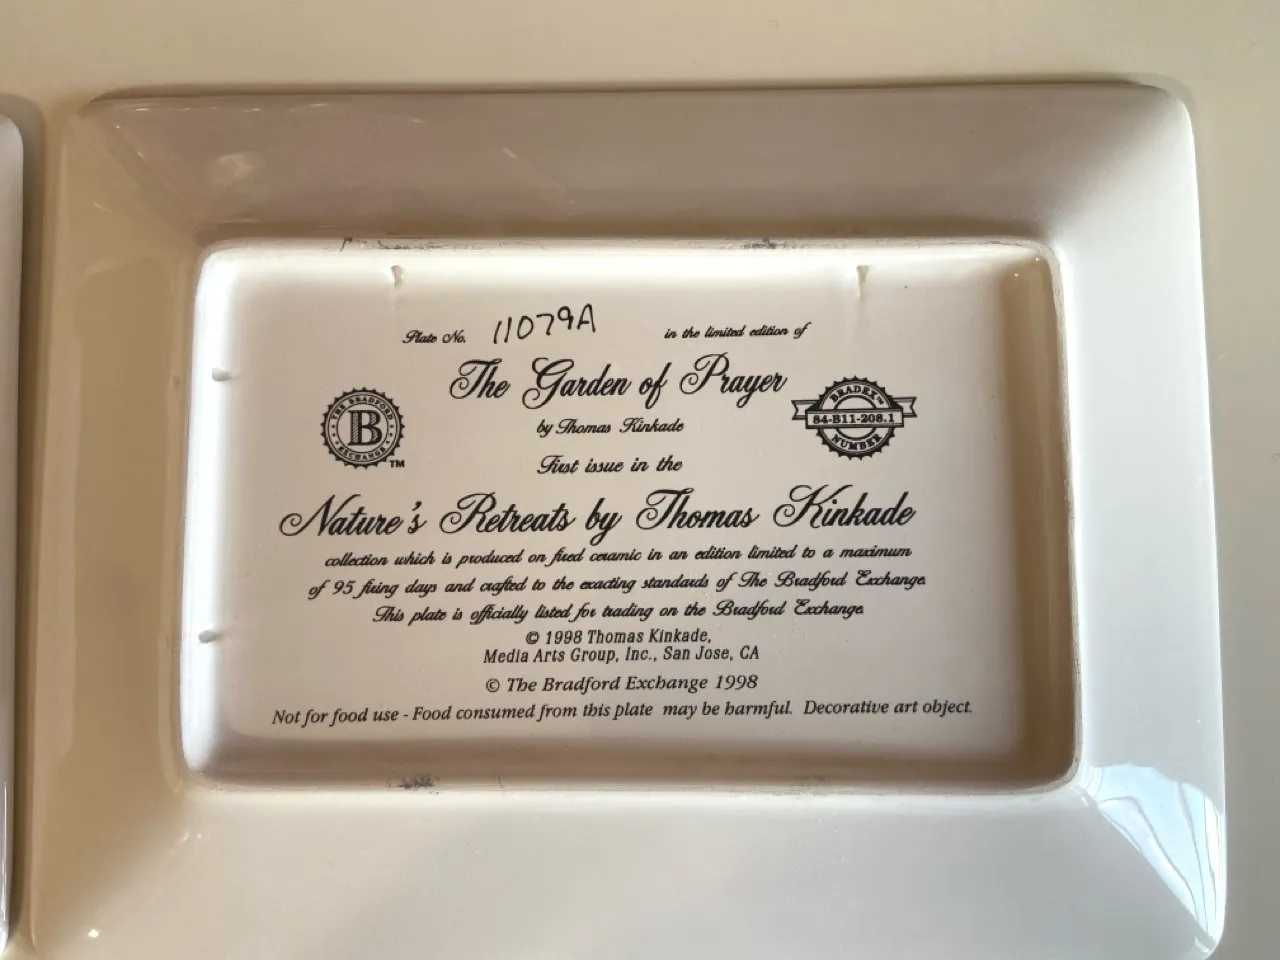 Plate No. 11079A in the limited edition of
The Garden of Prayer
by Thomas Kinkade
THE BRADFORD
B
EXCHANGE
TM
BRADEX™
84-B11-208.1
NUMBER
First issue in the
Nature's Retreats by Thomas Kinkade
collection which is produced on fired ceramic in an edition limited to a maximum
of 95 firing days and crafted to the exacting standards of The Bradford Exchange.
This plate is officially listed for trading on the Bradford Exchange.
© 1998 Thomas Kinkade,
Media Arts Group, Inc., San Jose, CA
© The Bradford Exchange 1998
Not for food use - Food consumed from this plate may be harmful. Decorative art object.